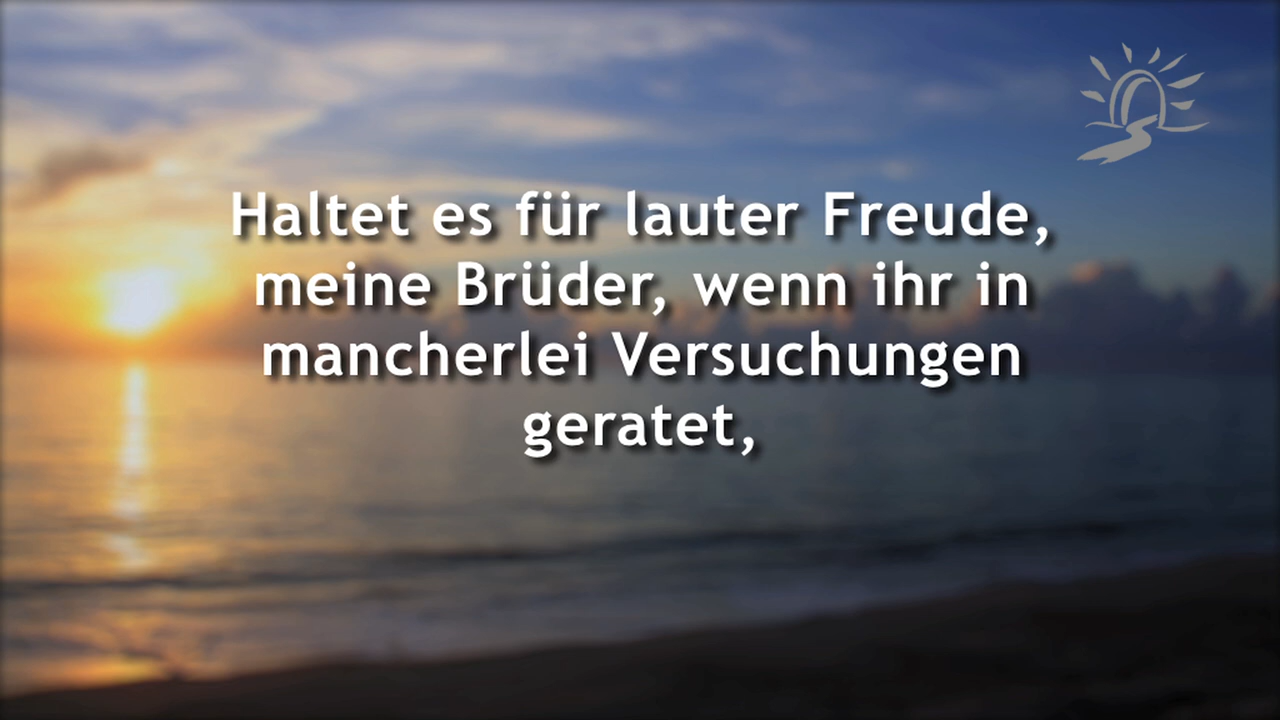 Haltet es für lauter Freude,
meine Brüder, wenn ihr in
mancherlei Versuchungen
geratet,